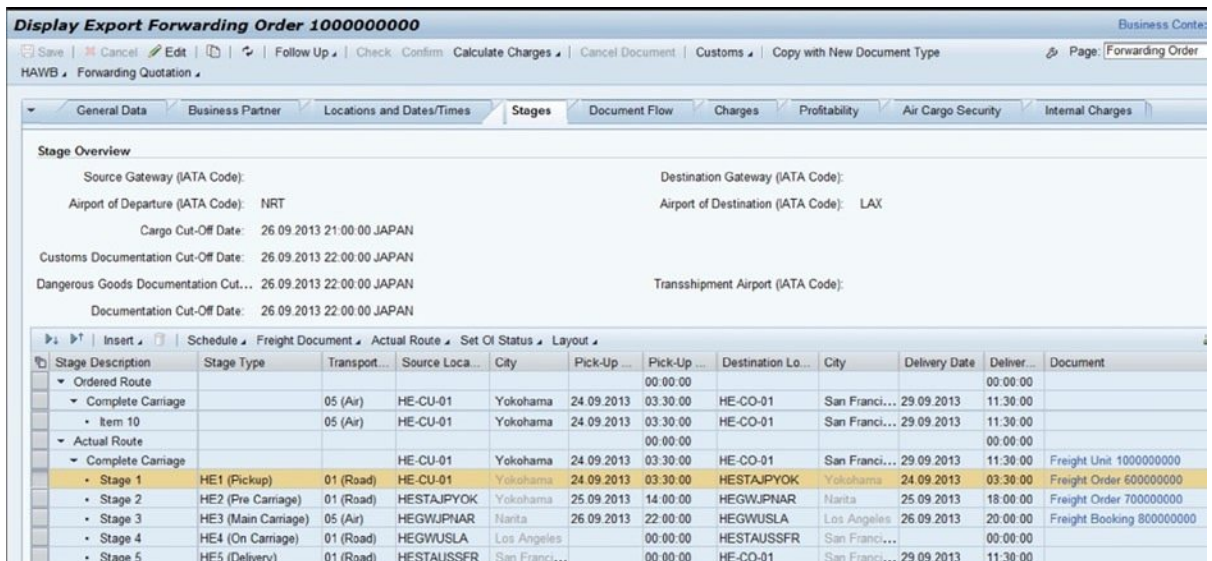 Display Export Forwarding Order 1000000000 Business Contex
Save | Cancel Edit | | | Follow Up | Check Confirm Calculate Charges | Cancel Document | Customs | Copy with New Document Type Page: Forwarding Order
HAWB Forwarding Quotation
General Data Business Partner Locations and Dates/Times Stages Document Flow Charges Profitability Air Cargo Security Internal Charges
Stage Overview
Source Gateway (IATA Code): Destination Gateway (IATA Code):
Airport of Departure (IATA Code): NRT Airport of Destination (IATA Code): LAX
Cargo Cut-Off Date: 26.09.2013 21:00:00 JAPAN
Customs Documentation Cut-Off Date: 26.09.2013 22:00:00 JAPAN
Dangerous Goods Documentation Cut... 26.09.2013 22:00:00 JAPAN Transshipment Airport (IATA Code):
Documentation Cut-Off Date: 26.09.2013 22:00:00 JAPAN
Insert | Schedule Freight Document Actual Route Set OI Status Layout
Stage Description Stage Type Transport... Source Loca... City Pick-Up ... Pick-Up ... Destination Lo... City Delivery Date Deliver... Document
Ordered Route 00:00:00 00:00:00
Complete Carriage 05 (Air) HE-CU-01 Yokohama 24.09.2013 03:30:00 HE-CO-01 San Franci... 29.09.2013 11:30:00
Item 10 05 (Air) HE-CU-01 Yokohama 24.09.2013 03:30:00 HE-CO-01 San Franci... 29.09.2013 11:30:00
Actual Route 00:00:00 00:00:00
Complete Carriage HE-CU-01 Yokohama 24.09.2013 03:30:00 HE-CO-01 San Franci... 29.09.2013 11:30:00 Freight Unit 1000000000
Stage 1 HE1 (Pickup) 01 (Road) HE-CU-01 Yokohama 24.09.2013 03:30:00 HESTAJPYOK Yokohama 24.09.2013 03:30:00 Freight Order 600000000
Stage 2 HE2 (Pre Carriage) 01 (Road) HESTAJPYOK Yokohama 25.09.2013 14:00:00 HEGWJPNAR Narita 25.09.2013 18:00:00 Freight Order 700000000
Stage 3 HE3 (Main Carriage) 05 (Air) HEGWJPNAR Narita 26.09.2013 22:00:00 HEGWUSLA Los Angeles 26.09.2013 20:00:00 Freight Booking 800000000
Stage 4 HE4 (On Carriage) 01 (Road) HEGWUSLA Los Angeles 00:00:00 HESTAUSSFR San Franci... 00:00:00
Stage 5 HE5 (Delivery) 01 (Road) HESTAUSSFR San Franci... 00:00:00 HE-CO-01 San Franci... 29.09.2013 11:30:00